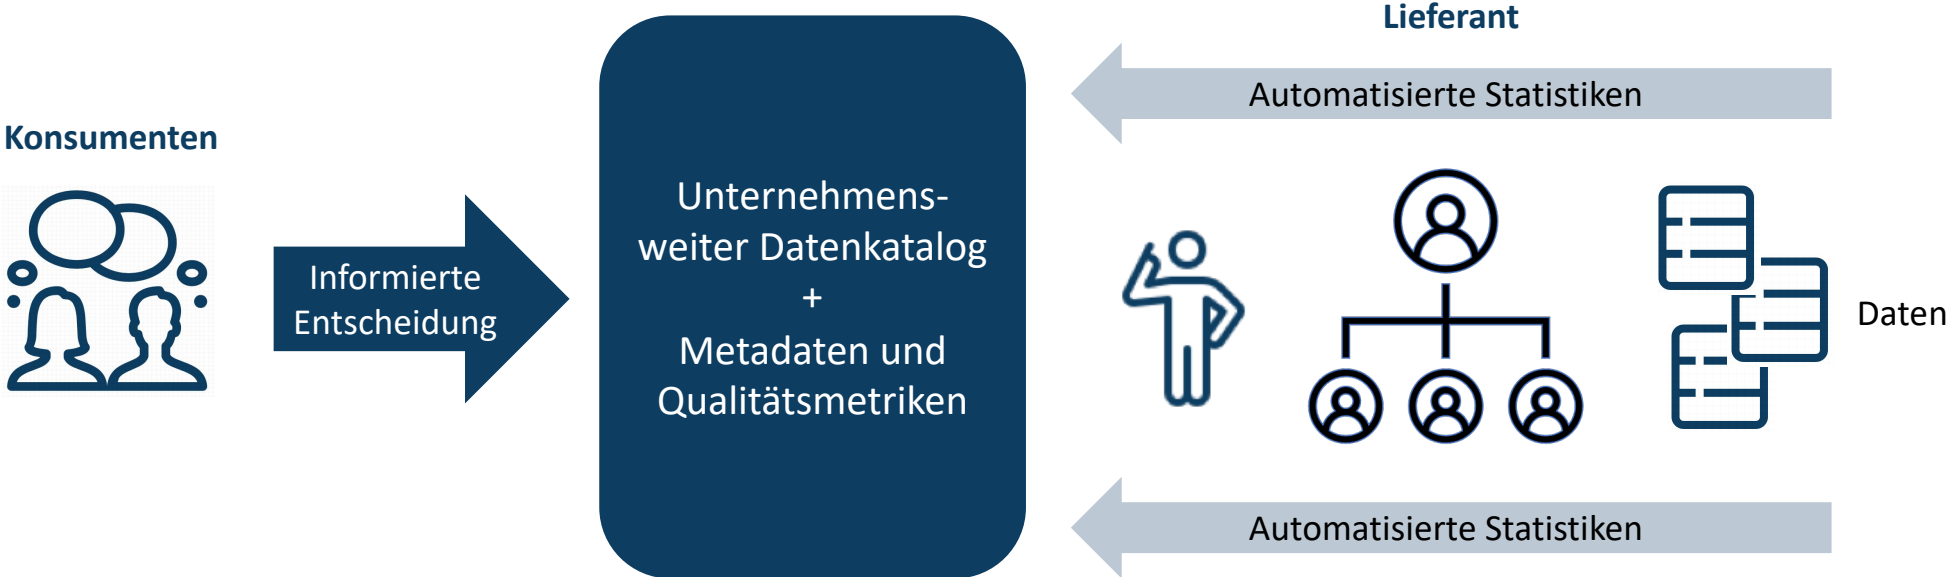 Lieferant
Automatisierte Statistiken
Konsumenten
Informierte
Entscheidung
Unternehmens-
weiter Datenkatalog
+
Metadaten und
Qualitätsmetriken
Daten
Automatisierte Statistiken